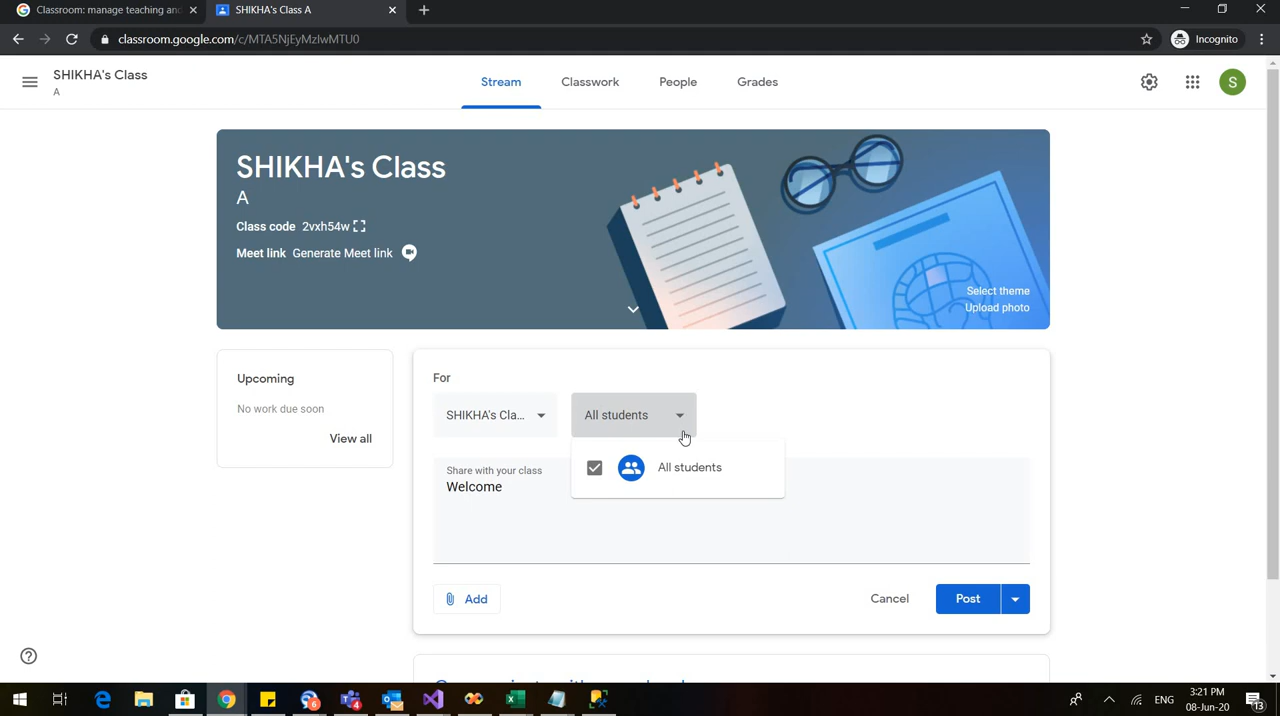 Classroom: manage teaching and
SHIKHA's Class A
classroom.google.com/c/MTA5NjEyMzIwMTU0
Incognito
SHIKHA's Class
A
Stream
Classwork
People
Grades
S
SHIKHA's Class
A
Class code 2vxh54w
Meet link Generate Meet link
Select theme
Upload photo
Upcoming
No work due soon
View all
For
SHIKHA's Cla...
All students
All students
Share with your class
Welcome
Add
Cancel
Post
6
4
ENG
3:21 PM
08-Jun-20
13